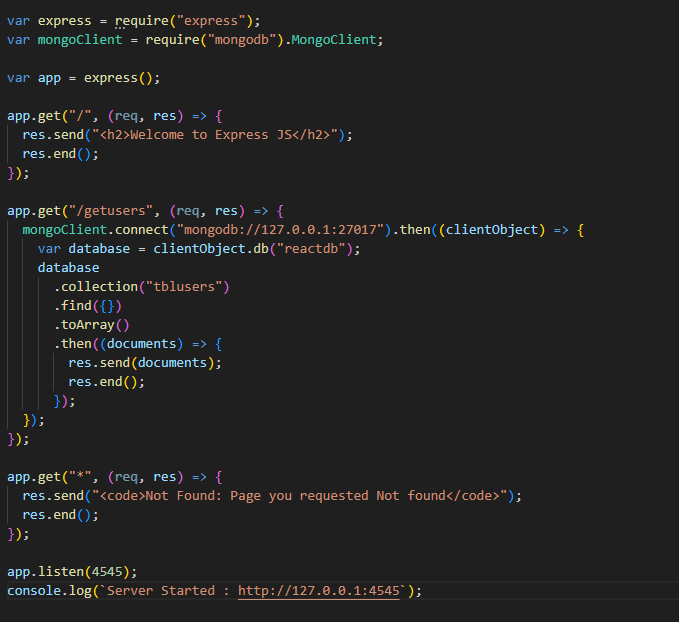 var express = require("express");
var mongoClient = require("mongodb").MongoClient;
var app = express();
app.get("/", (req, res) => {
res.send("<h2>Welcome to Express JS</h2>");
res.end();
});
app.get("/getusers", (req, res) => {
mongoClient.connect("mongodb://127.0.0.1:27017").then((clientObject) => {
var database = clientObject.db("reactdb");
database
.collection("tblusers")
.find({})
.toArray()
.then((documents) => {
res.send(documents);
res.end();
});
});
});
app.get("*", (req, res) => {
res.send("<code>Not Found: Page you requested Not found</code>");
res.end();
});
app.listen(4545);
console.log(`Server Started : http://127.0.0.1:4545`);